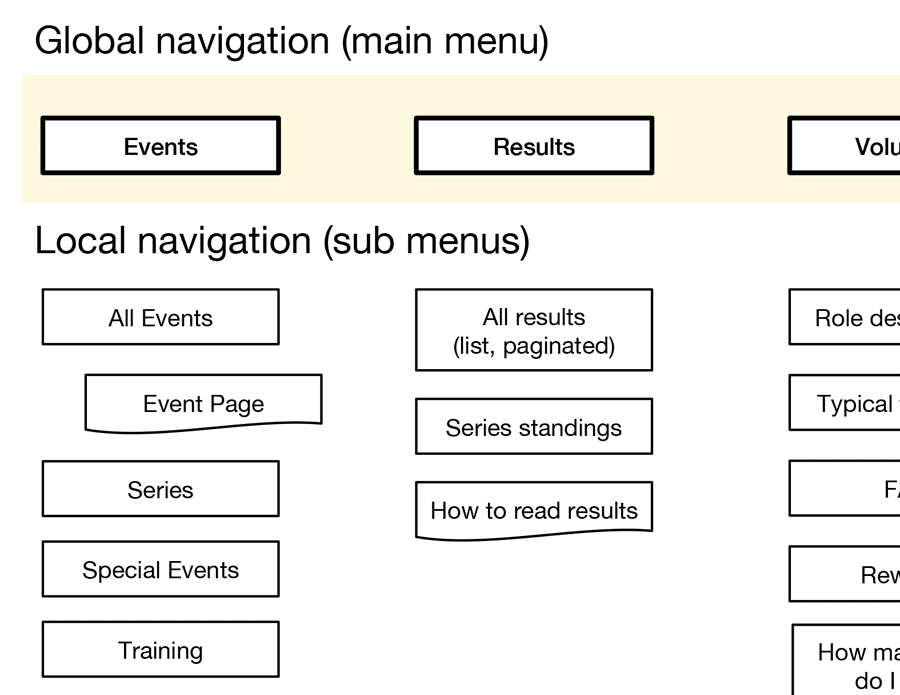 Global navigation (main menu)
Events
Results
Volu
Local navigation (sub menus)
All Events
Event Page
Series
Special Events
Training
All results
(list, paginated)
Series standings
How to read results
Role des
Typical
Rew
How ma
do I